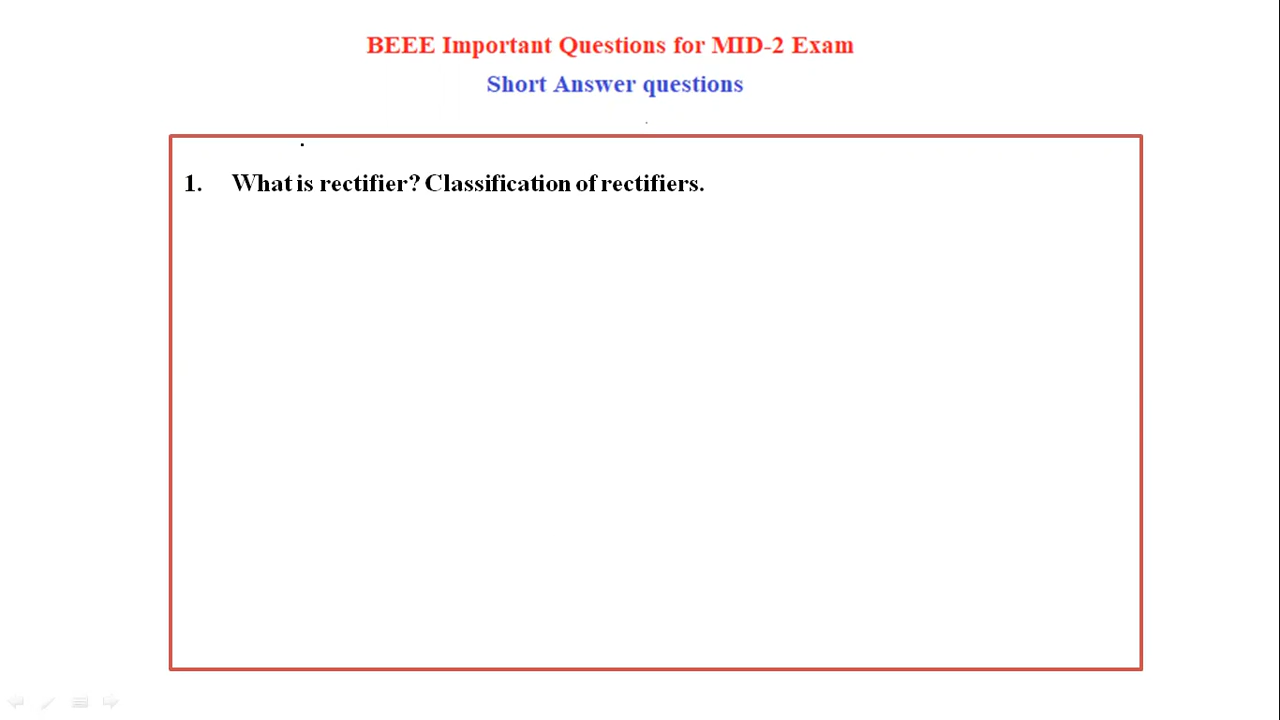 BEEE Important Questions for MID-2 Exam
Short Answer questions
1. What is rectifier? Classification of rectifiers.